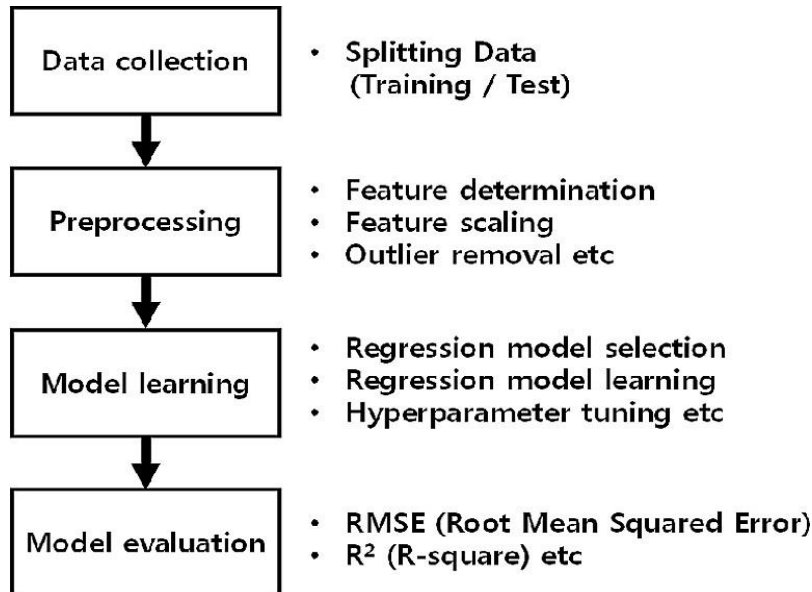 Data collection
• Splitting Data
(Training / Test)
Preprocessing
• Feature determination
• Feature scaling
• Outlier removal etc
Model learning
• Regression model selection
• Regression model learning
• Hyperparameter tuning etc
Model evaluation
• RMSE (Root Mean Squared Error)
• R² (R-square) etc